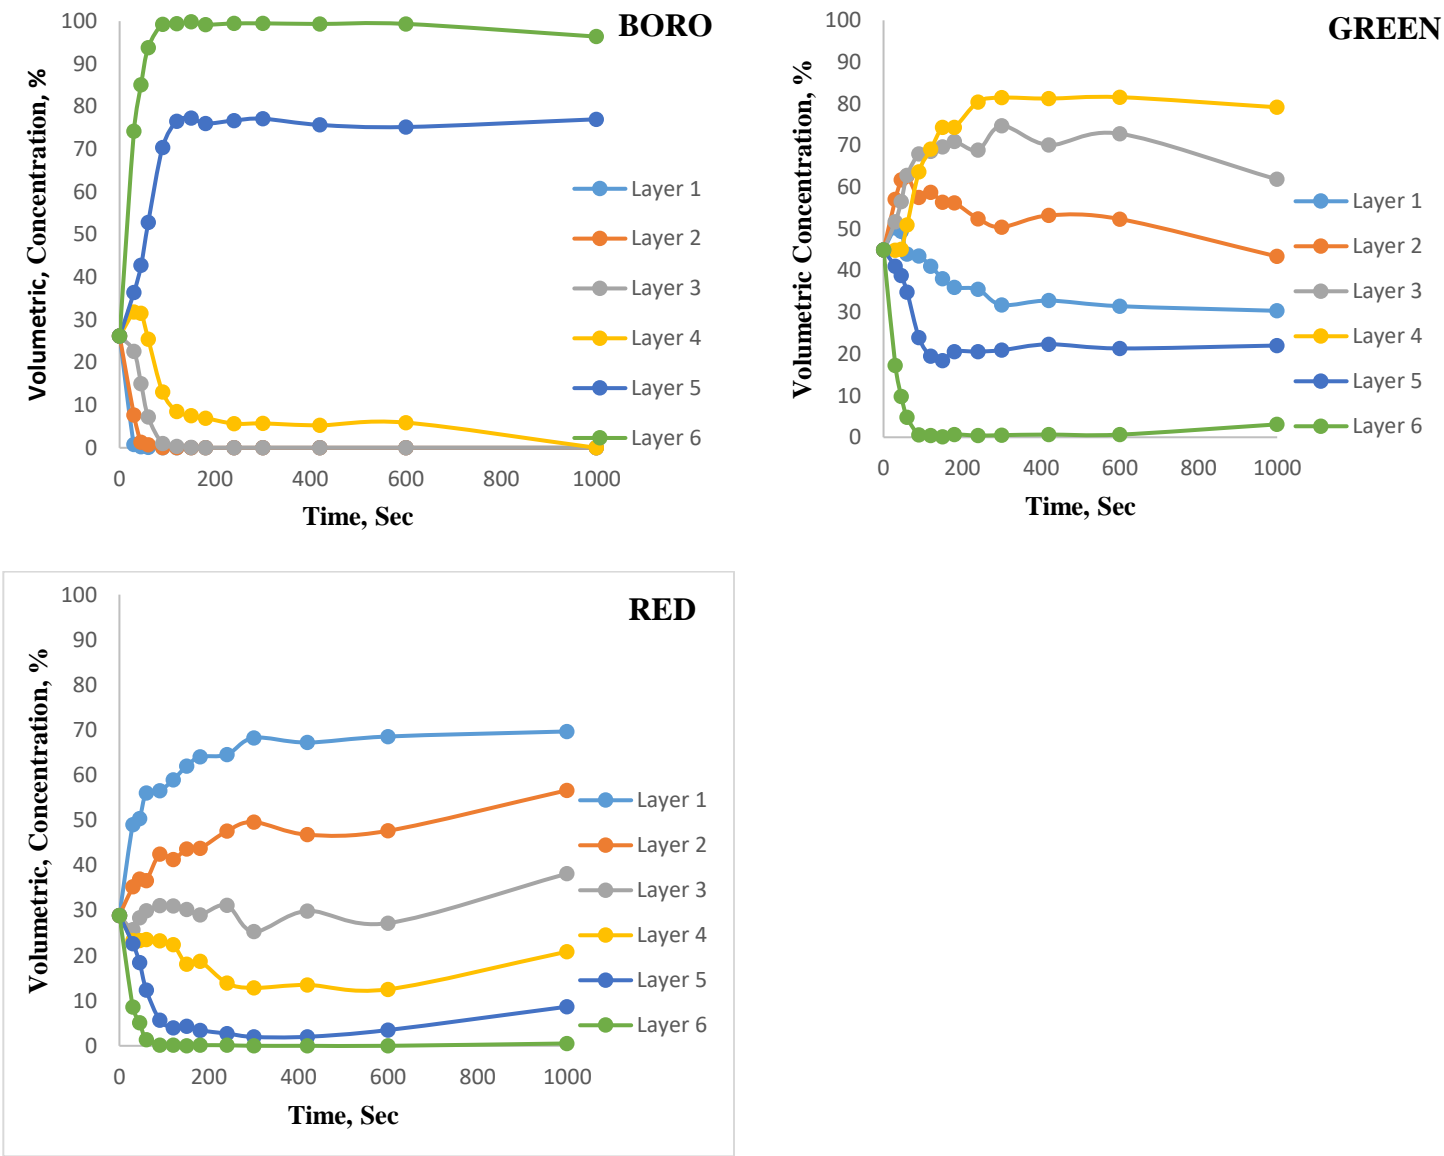 BORO
Volumetric, Concentration, %
100
90
80
70
60
50
40
30
20
10
0
0 200 400 600 800 1000
Time, Sec
Layer 1
Layer 2
Layer 3
Layer 4
Layer 5
Layer 6
GREEN
Volumetric Concentration, %
100
90
80
70
60
50
40
30
20
10
0
0 200 400 600 800 1000
Time, Sec
Layer 1
Layer 2
Layer 3
Layer 4
Layer 5
Layer 6
RED
Volumetric, Concentration, %
100
90
80
70
60
50
40
30
20
10
0
0 200 400 600 800 1000
Time, Sec
Layer 1
Layer 2
Layer 3
Layer 4
Layer 5
Layer 6